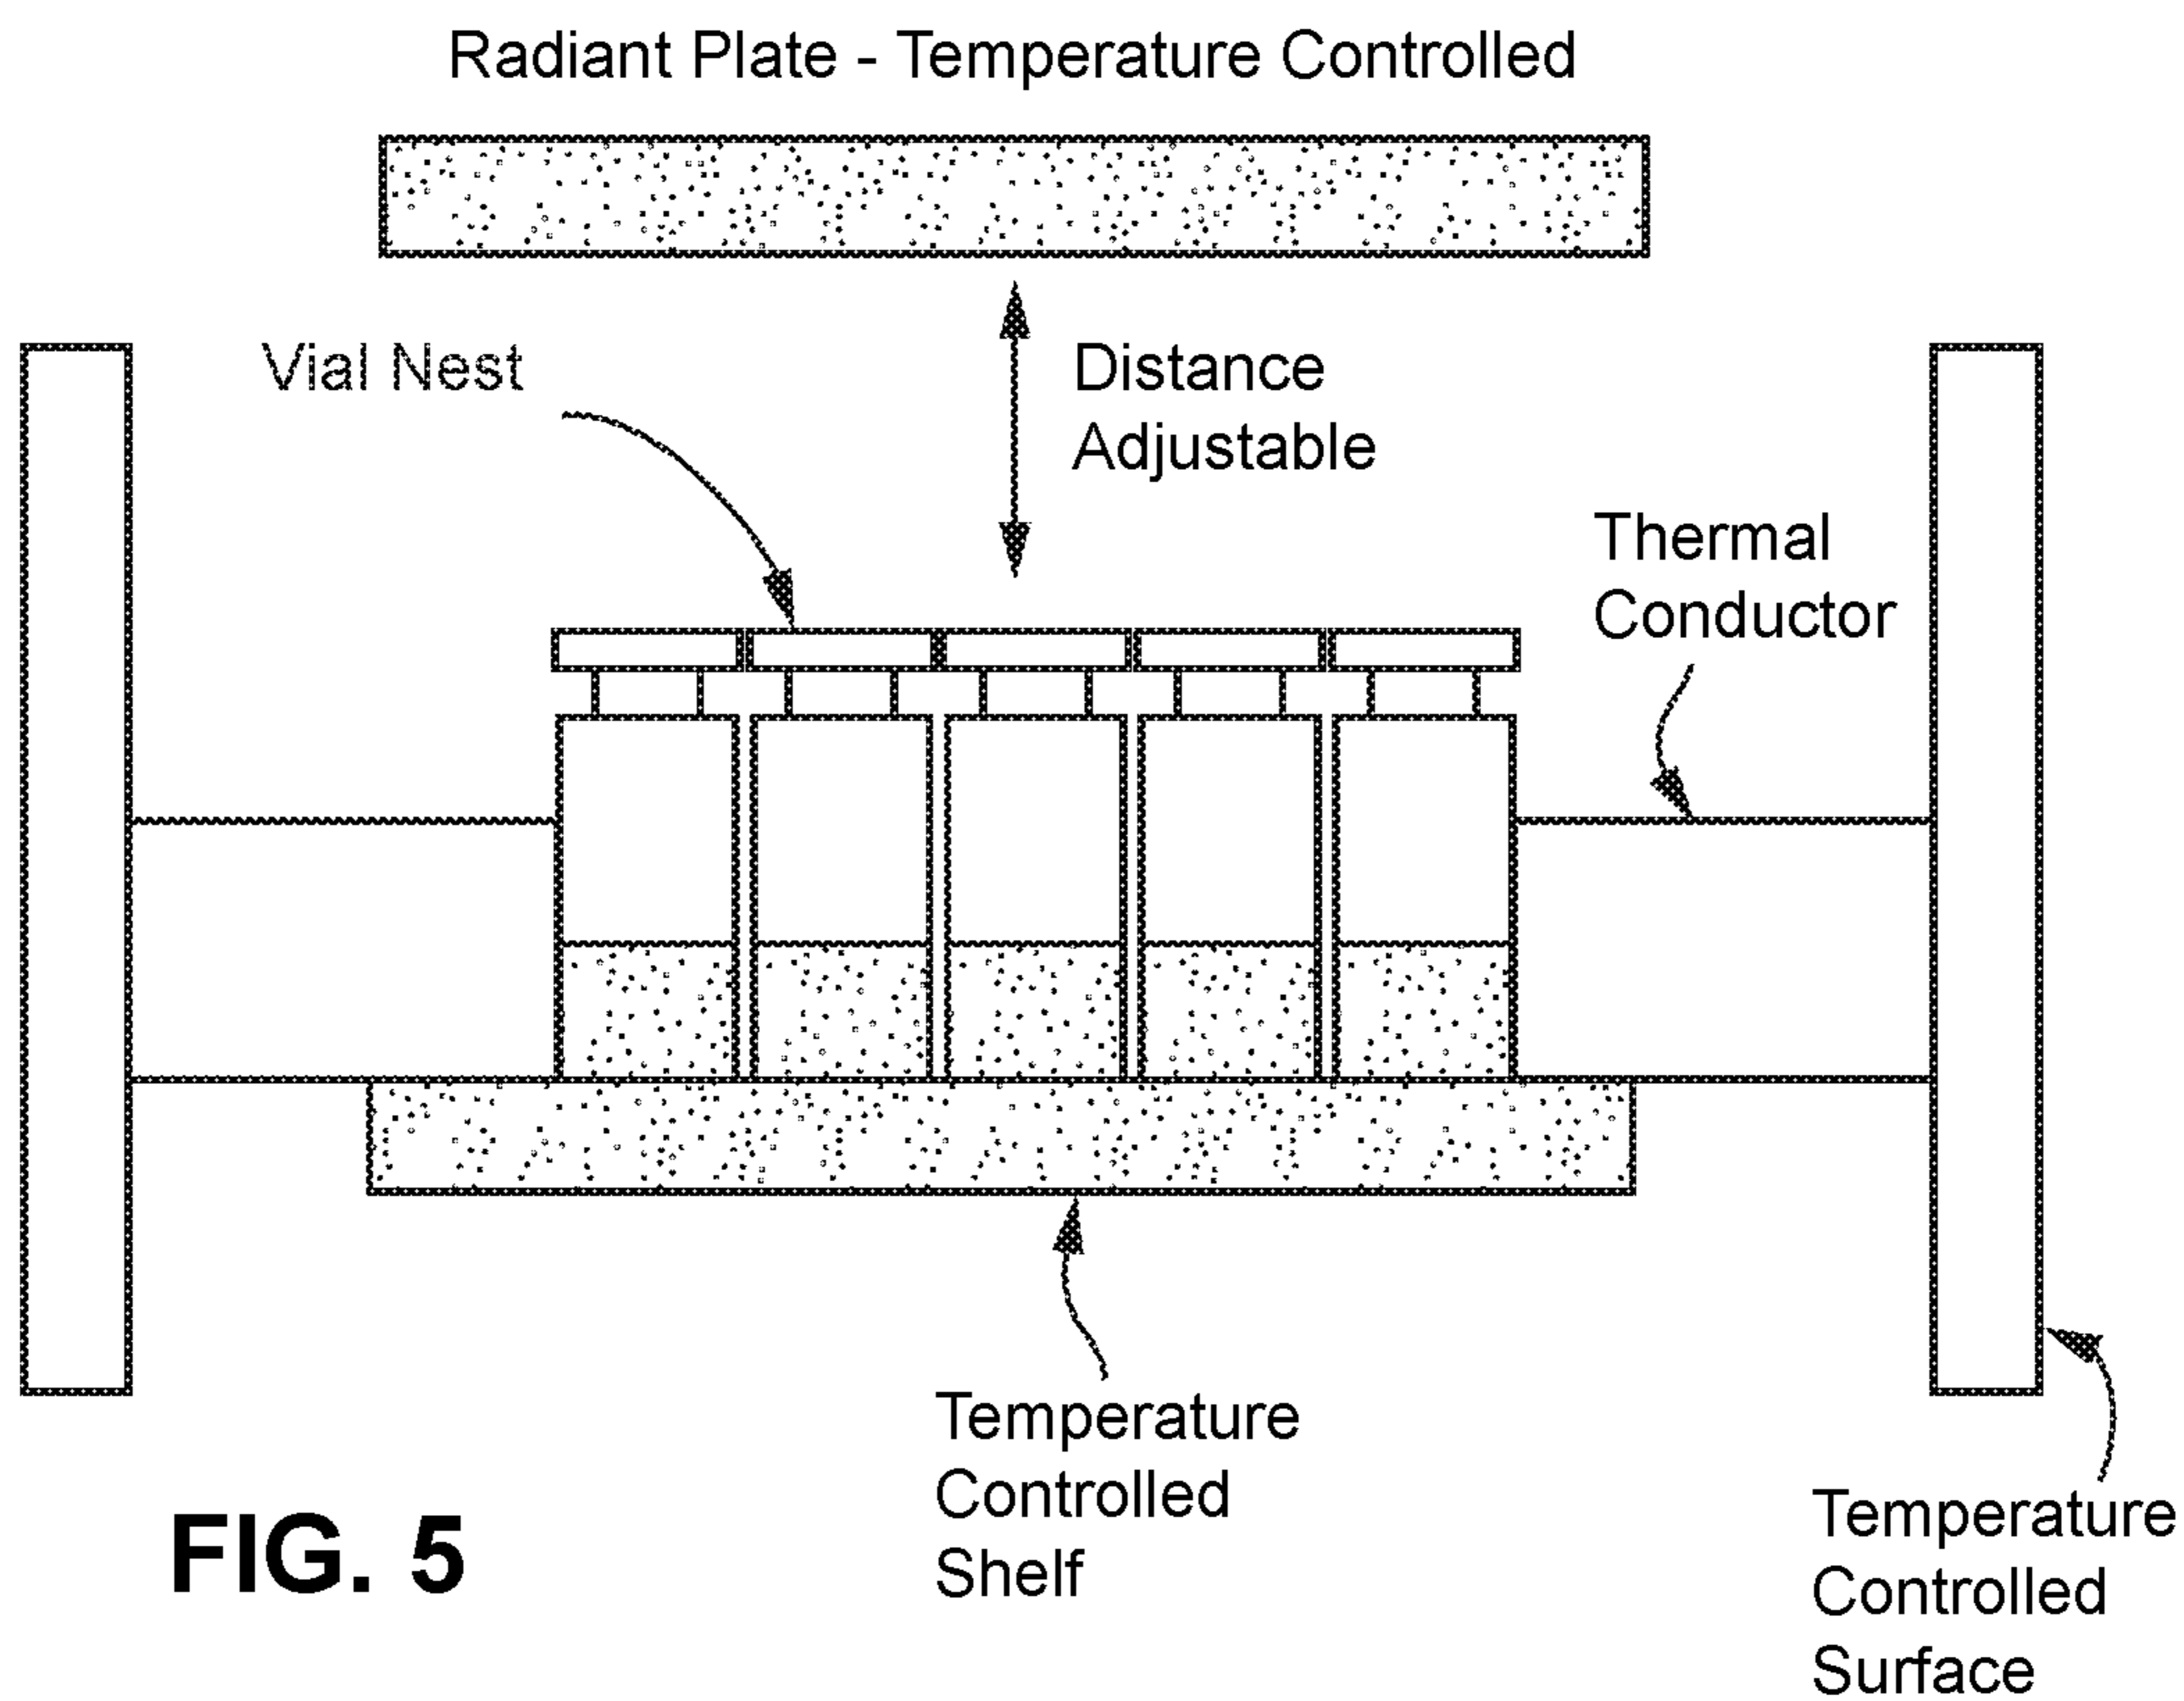 Radiant Plate - Temperature Controlled
Vial Nest
Distance
Adjustable
Thermal
Conductor
Temperature
Controlled
Shelf
Temperature
Controlled
Surface
FIG. 5